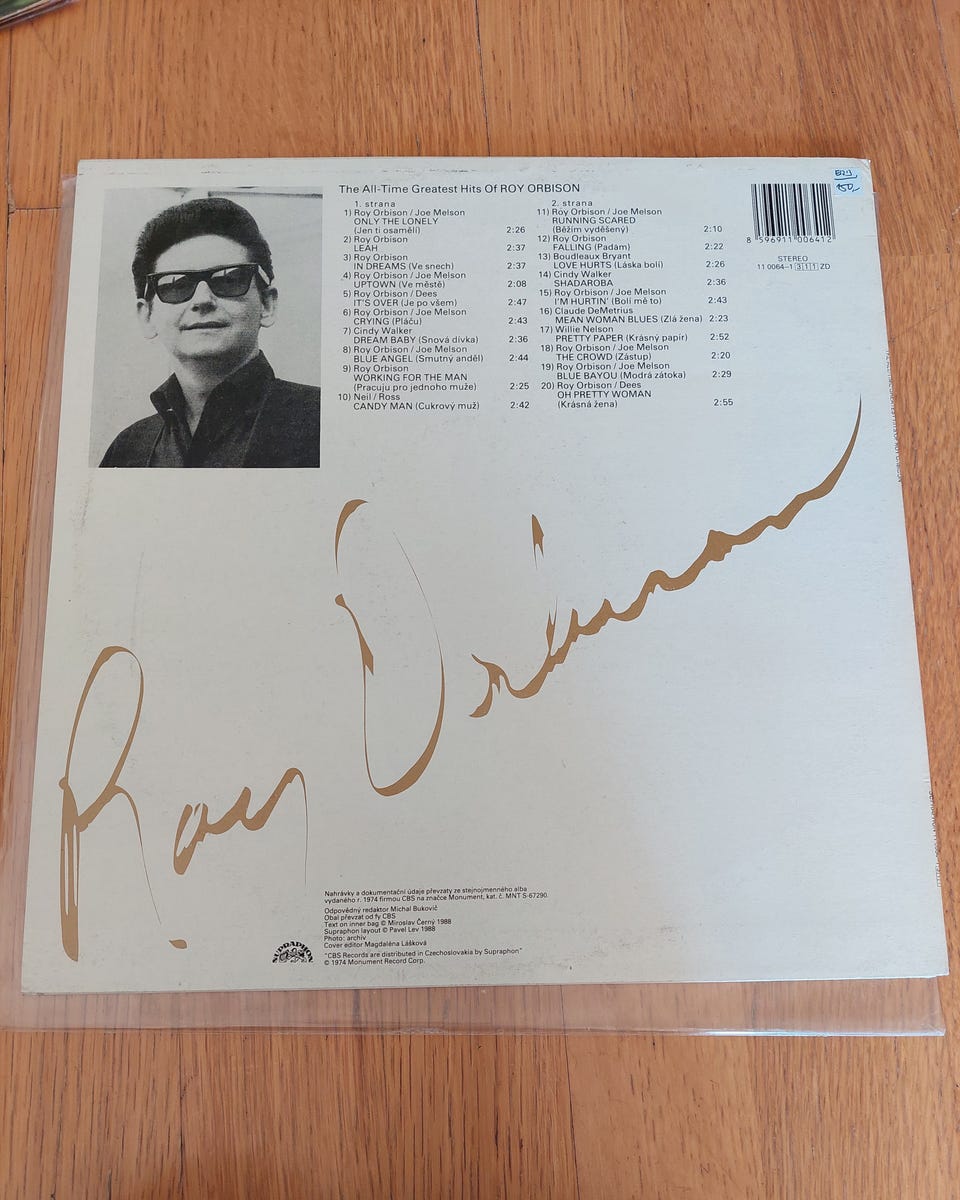 The All-Time Greatest Hits Of ROY ORBISON
1. strana
1) Roy Orbison / Joe Melson
ONLY THE LONELY
(Jen ti osamělí) 2:26
2) Roy Orbison
LEAH 2:37
3) Roy Orbison
IN DREAMS (Ve snech) 2:37
4) Roy Orbison / Joe Melson
UPTOWN (Ve městě) 2:08
5) Roy Orbison / Dees
IT'S OVER (Je po všem) 2:47
6) Roy Orbison / Joe Melson
CRYING (Pláču) 2:43
7) Cindy Walker
DREAM BABY (Snová dívka) 2:36
8) Roy Orbison / Joe Melson
BLUE ANGEL (Smutný anděl) 2:44
9) Roy Orbison
WORKING FOR THE MAN
(Pracuju pro jednoho muže) 2:25
10) Neil / Ross
CANDY MAN (Cukrový muž) 2:42
2. strana
11) Roy Orbison / Joe Melson
RUNNING SCARED
(Běžím vyděšený) 2:10
12) Roy Orbison
FALLING (Padám) 2:22
13) Boudleaux Bryant
LOVE HURTS (Láska bolí) 2:26
14) Cindy Walker
SHADAROBA 2:36
15) Roy Orbison / Joe Melson
I'M HURTIN' (Bolí mě to) 2:43
16) Claude DeMetrius
MEAN WOMAN BLUES (Zlá žena) 2:23
17) Willie Nelson
PRETTY PAPER (Krásný papír) 2:52
18) Roy Orbison / Joe Melson
THE CROWD (Zástup) 2:20
19) Roy Orbison / Joe Melson
BLUE BAYOU (Modrá zátoka) 2:29
20) Roy Orbison / Dees
OH PRETTY WOMAN
(Krásná žena) 2:55
150,-
8 596911 006412
STEREO
11 0064-1 311 ZD
Roy Orbison
Nahrávky a dokumentační údaje převzaty ze stejnojmenného alba
vydaného r. 1974 firmou CBS na značce Monument, kat. č. MNT S-67290.
Odpovědný redaktor Michal Bukovič
Obal převzat od fy CBS
Text on inner bag © Miroslav Černý 1988
Supraphon layout © Pavel Lev 1988
Photo: archív
Cover editor Magdaléna Lášková
"CBS Records are distributed in Czechoslovakia by Supraphon"
© 1974 Monument Record Corp.
SUPRAPHON